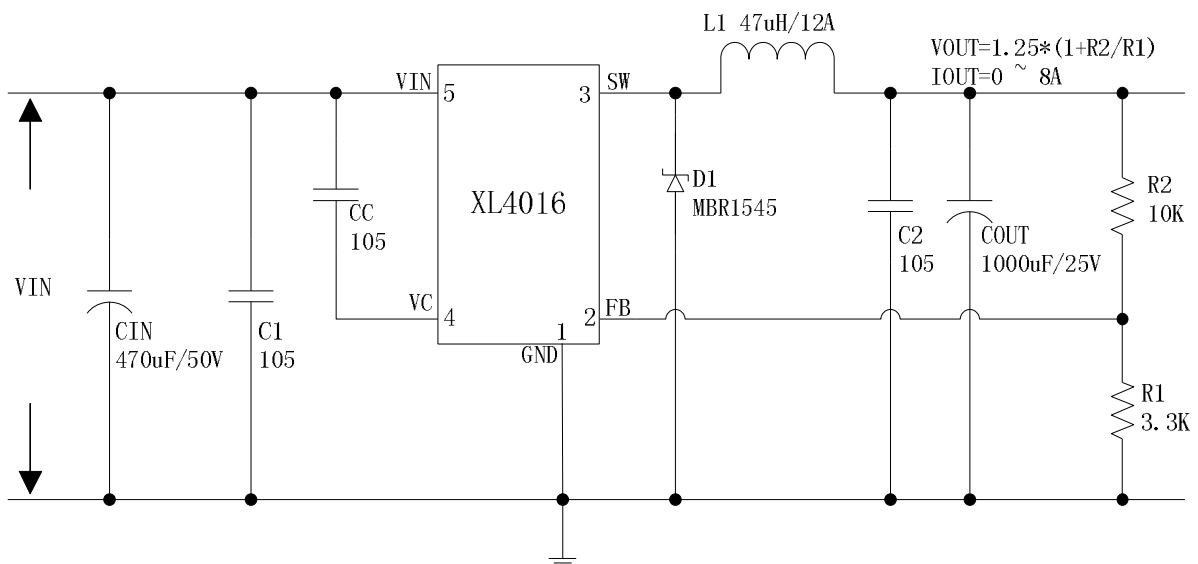 L1 47uH/12A
VOUT=1.25*(1+R2/R1)
IOUT=0 ~ 8A
VIN
5
3
SW
XL4016
CC
105
D1
MBR1545
R2
10K
C2
105
COUT
1000uF/25V
VIN
VC
4
2
FB
1
GND
CIN
470uF/50V
C1
105
R1
3.3K